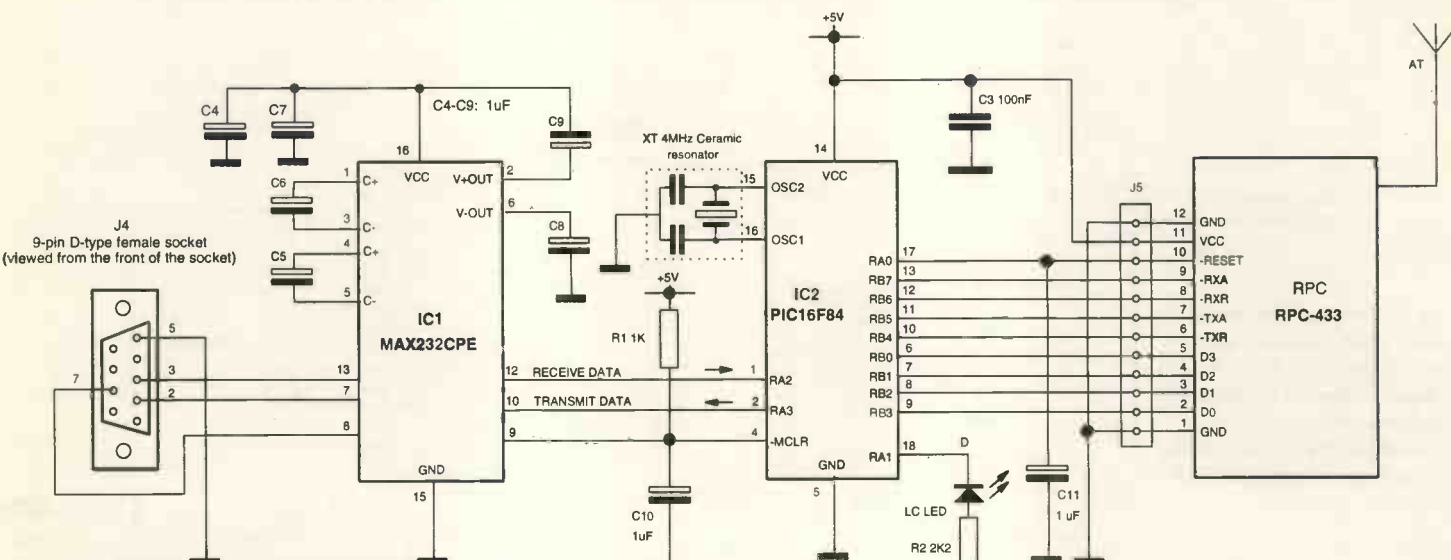 +5V
AT
C4
C7
C4-C9: 1uF
C9
C3 100nF
XT 4MHz Ceramic
resonator
16
VCC
V+OUT
2
V-OUT
6
1
C+
C6
3
C-
4
C+
C5
5
C-
C8
15
OSC2
16
OSC1
14
VCC
J4
9-pin D-type female socket
(viewed from the front of the socket)
5
3
2
7
IC1
MAX232CPE
13
7
8
GND
15
12
RECEIVE DATA
10
TRANSMIT DATA
9
+5V
R1 1K
C10
1uF
1
RA2
2
RA3
4
-MCLR
IC2
PIC16F84
GND
5
RA0
17
RB7
13
RB6
12
RB5
11
RB4
10
RB0
6
RB1
7
RB2
8
RB3
9
RA1
18
D
LC LED
R2 2K2
C11
1 uF
J5
12
GND
11
VCC
10
-RESET
9
-RXA
8
-RXR
7
-TXA
6
-TXR
5
D3
4
D2
3
D1
2
D0
1
GND
RPC
RPC-433